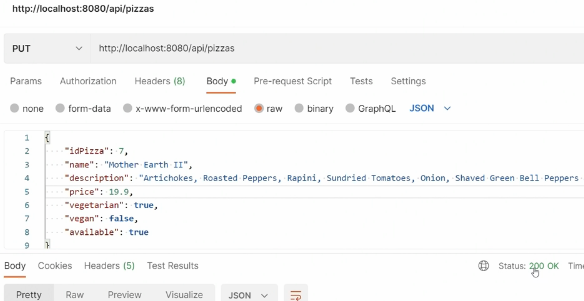 http://localhost:8080/api/pizzas
PUT http://localhost:8080/api/pizzas
Params Authorization Headers (8) Body Pre-request Script Tests Settings
none form-data x-www-form-urlencoded raw binary GraphQL JSON
1 {
2 "idPizza": 7,
3 "name": "Mother Earth II",
4 "description": "Artichokes, Roasted Peppers, Rapini, Sundried Tomatoes, Onion, Shaved Green Bell Peppers
5 "price": 19.9,
6 "vegetarian": true,
7 "vegan": false,
8 "available": true
9 }
Body Cookies Headers (5) Test Results Status: 200 OK Time
Pretty Raw Preview Visualize JSON